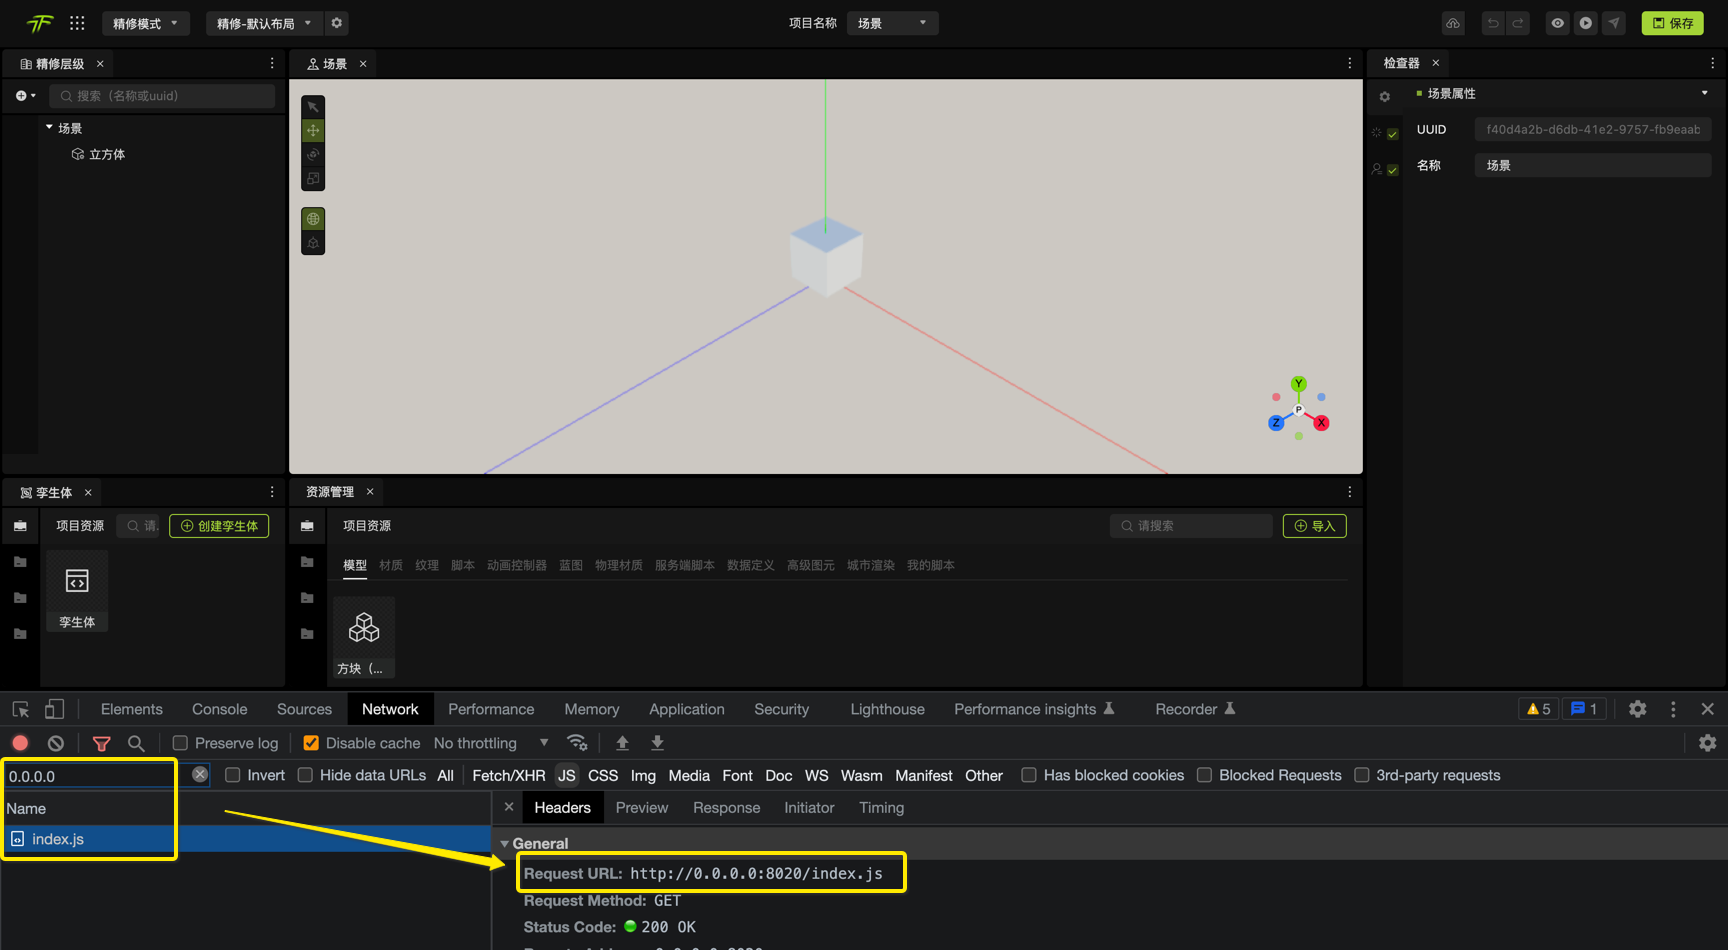 精修模式
精修-默认布局
项目名称
场景
保存
精修层级
场景
检查器
搜索（名称或uuid）
场景属性
场景
立方体
UUID
f40d4a2b-d6db-41e2-9757-fb9eaab
名称
场景
Y
P
Z
X
孪生体
资源管理
项目资源
请.
创建孪生体
项目资源
请搜索
导入
模型 材质 纹理 脚本 动画控制器 蓝图 物理材质 服务端脚本 数据定义 高级图元 城市渲染 我的脚本
孪生体
方块（...
Elements Console Sources Network Performance Memory Application Security Lighthouse Performance insights Recorder 5 1
Preserve log Disable cache No throttling
0.0.0.0
Invert Hide data URLs All Fetch/XHR JS CSS Img Media Font Doc WS Wasm Manifest Other Has blocked cookies Blocked Requests 3rd-party requests
Name
Headers Preview Response Initiator Timing
index.js
General
Request URL: http://0.0.0.0:8020/index.js
Request Method: GET
Status Code: 200 OK